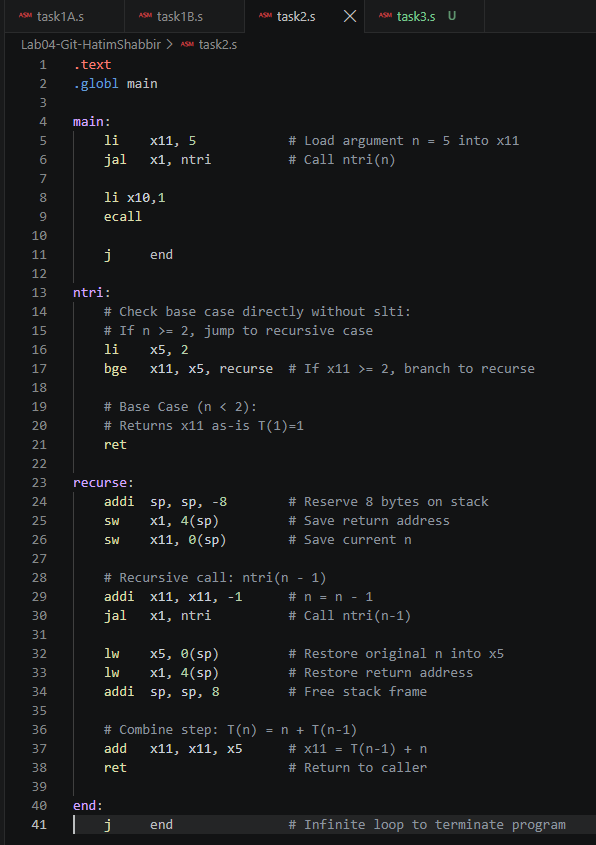 ASM task1A.s ASM task1B.s ASM task2.s ASM task3.s U
Lab04-Git-HatimShabbir > ASM task2.s
1 .text
2 .globl main
3
4 main:
5     li    x11, 5            # Load argument n = 5 into x11
6     jal   x1, ntri          # Call ntri(n)
7
8     li x10,1
9     ecall
10
11    j     end
12
13 ntri:
14    # Check base case directly without slti:
15    # If n >= 2, jump to recursive case
16    li    x5, 2
17    bge   x11, x5, recurse  # If x11 >= 2, branch to recurse
18
19    # Base Case (n < 2):
20    # Returns x11 as-is T(1)=1
21    ret
22
23 recurse:
24    addi  sp, sp, -8        # Reserve 8 bytes on stack
25    sw    x1, 4(sp)         # Save return address
26    sw    x11, 0(sp)        # Save current n
27
28    # Recursive call: ntri(n - 1)
29    addi  x11, x11, -1      # n = n - 1
30    jal   x1, ntri          # Call ntri(n-1)
31
32    lw    x5, 0(sp)         # Restore original n into x5
33    lw    x1, 4(sp)         # Restore return address
34    addi  sp, sp, 8         # Free stack frame
35
36    # Combine step: T(n) = n + T(n-1)
37    add   x11, x11, x5      # x11 = T(n-1) + n
38    ret                     # Return to caller
39
40 end:
41    j     end               # Infinite loop to terminate program